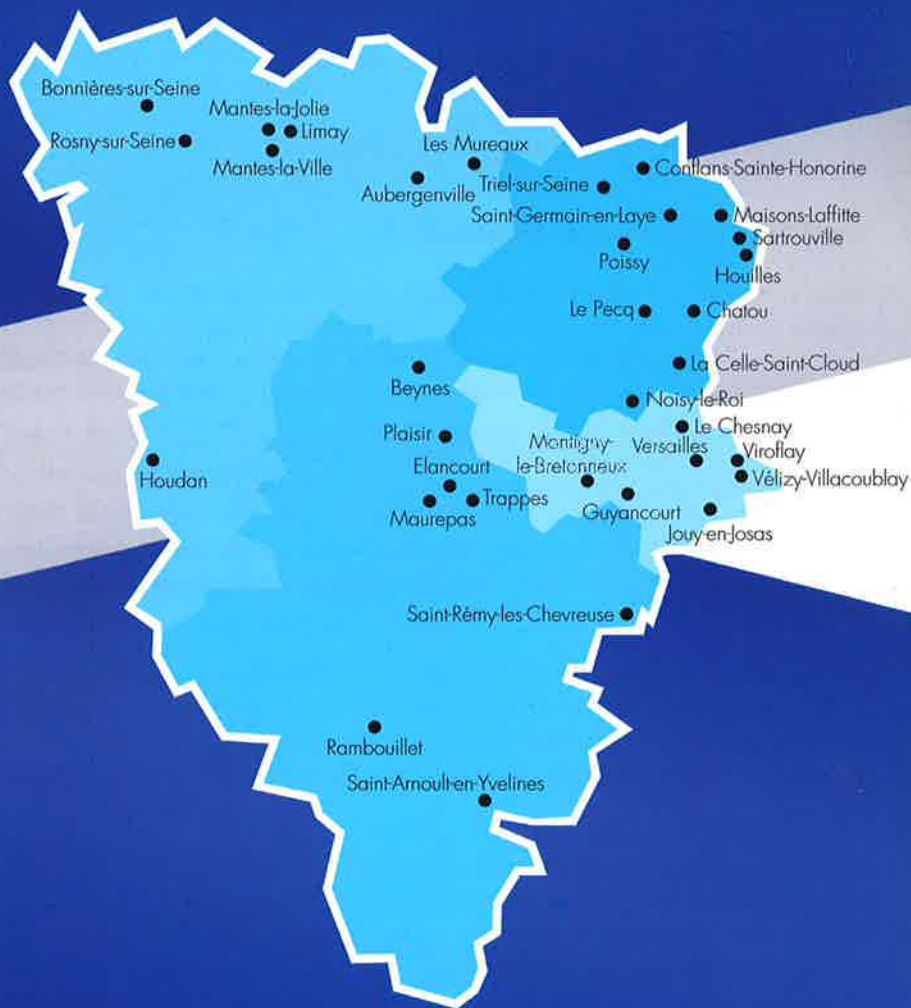 Bonnières-sur-Seine
Mantes-la-Jolie
Limay
Rosny-sur-Seine
Mantes-la-Ville
Les Mureaux
Aubergenville
Triel-sur-Seine
Conflans-Sainte-Honorine
Saint-Germain-en-Laye
Maisons-Laffitte
Sartrouville
Poissy
Houilles
Le Pecq
Chatou
La Celle-Saint-Cloud
Beynes
Noisy-le-Roi
Le Chesnay
Plaisir
Montigny-
le-Bretonneux
Versailles
Viroflay
Elancourt
Houdan
Vélizy-Villacoublay
Maurepas
Trappes
Guyancourt
Jouy-en-Josas
Saint-Rémy-les-Chevreuse
Rambouillet
Saint-Arnoult-en-Yvelines